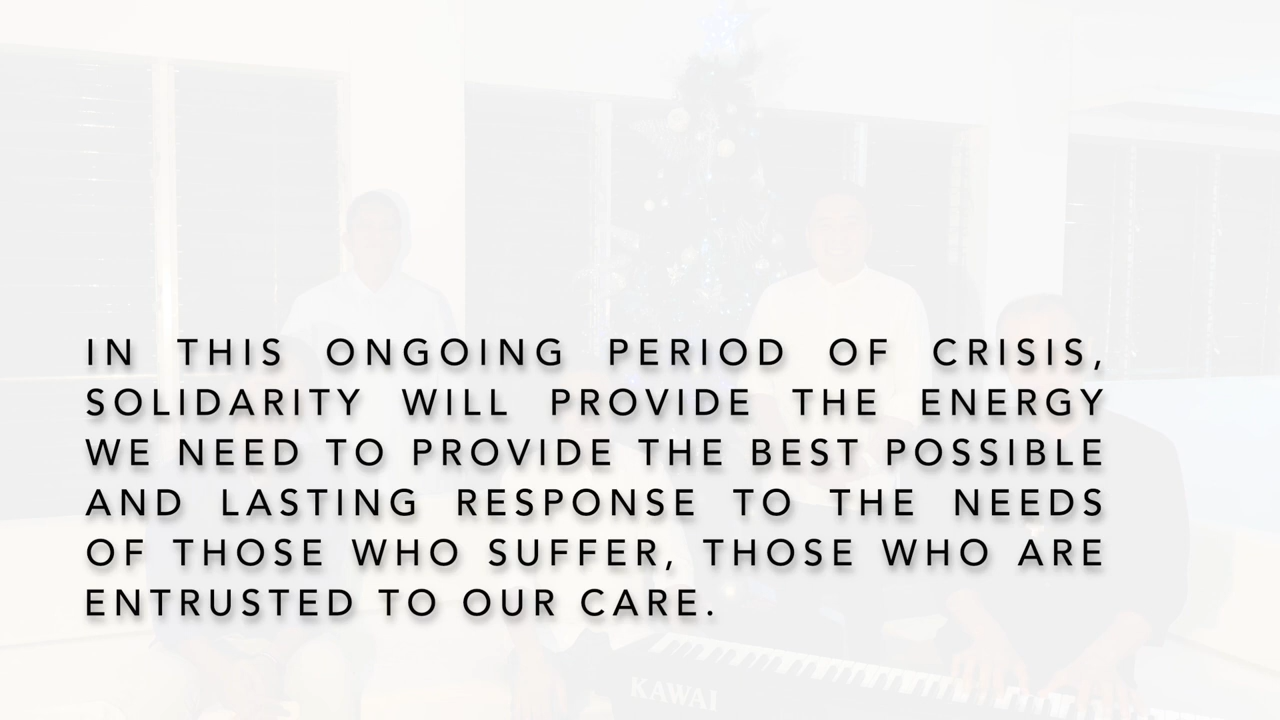 IN THIS ONGOING PERIOD OF CRISIS,
SOLIDARITY WILL PROVIDE THE ENERGY
WE NEED TO PROVIDE THE BEST POSSIBLE
AND LASTING RESPONSE TO THE NEEDS
OF THOSE WHO SUFFER, THOSE WHO ARE
ENTRUSTED TO OUR CARE.
KAWAI